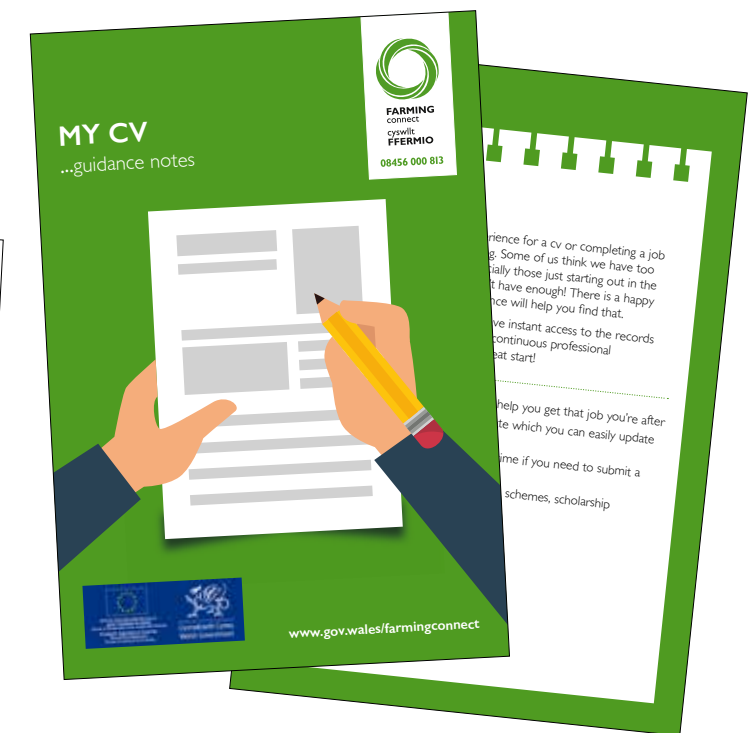 MY CV
...guidance notes
FARMING
connect
cyswllt
FFERMIO
08456 000 813
www.gov.wales/farmingconnect
rience for a cv or completing a job
g. Some of us think we have too
ially those just starting out in the
't have enough! There is a happy
nce will help you find that.
ve instant access to the records
continuous professional
eat start!
help you get that job you're after
te which you can easily update
ime if you need to submit a
schemes, scholarship